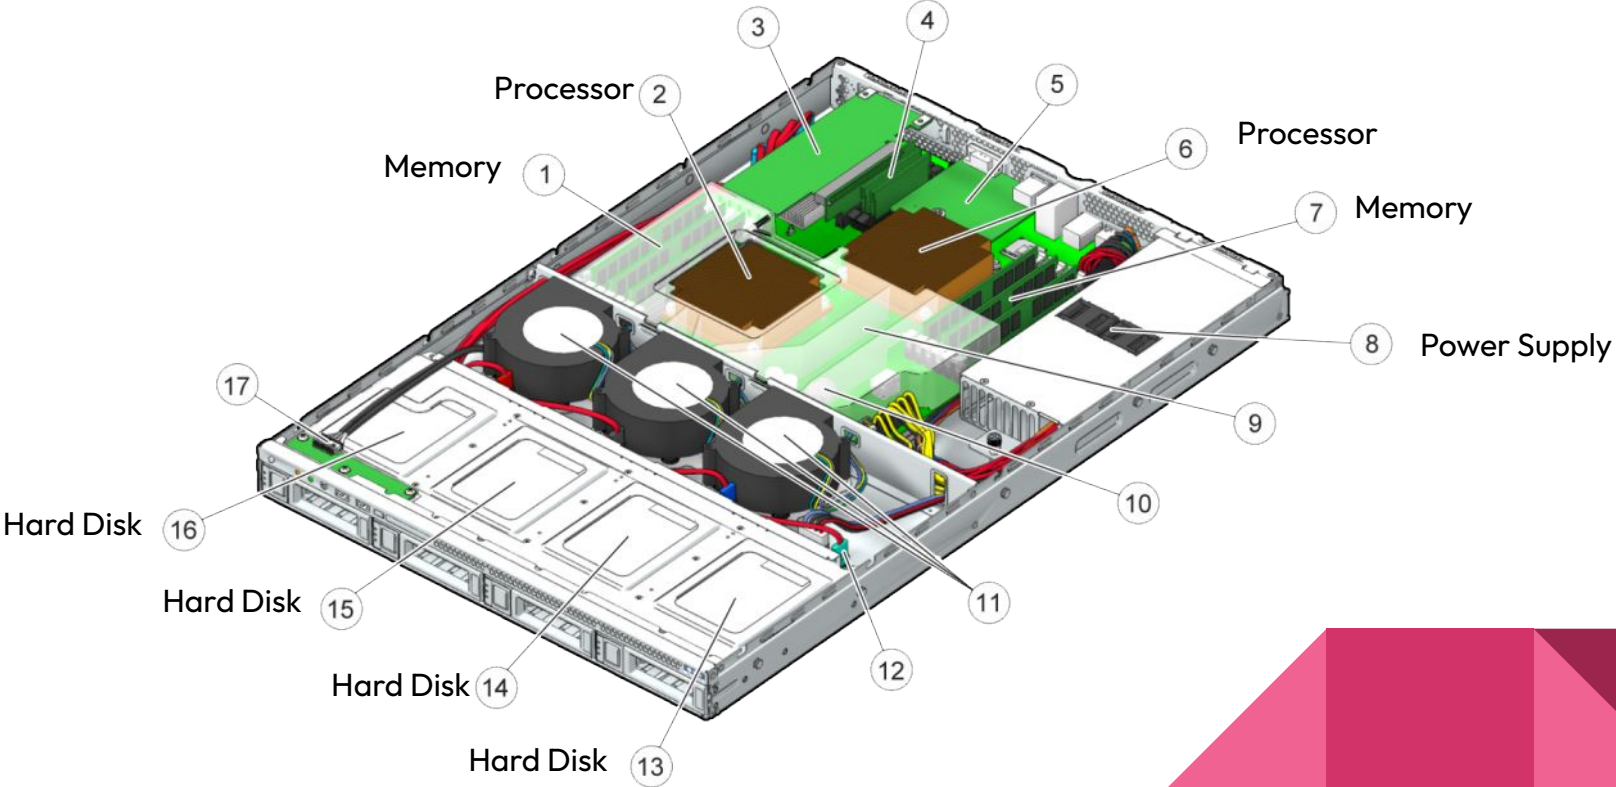 3
4
5
Processor 2
6 Processor
Memory 1
7 Memory
8 Power Supply
17
9
10
Hard Disk 16
Hard Disk 15
11
12
Hard Disk 14
Hard Disk 13